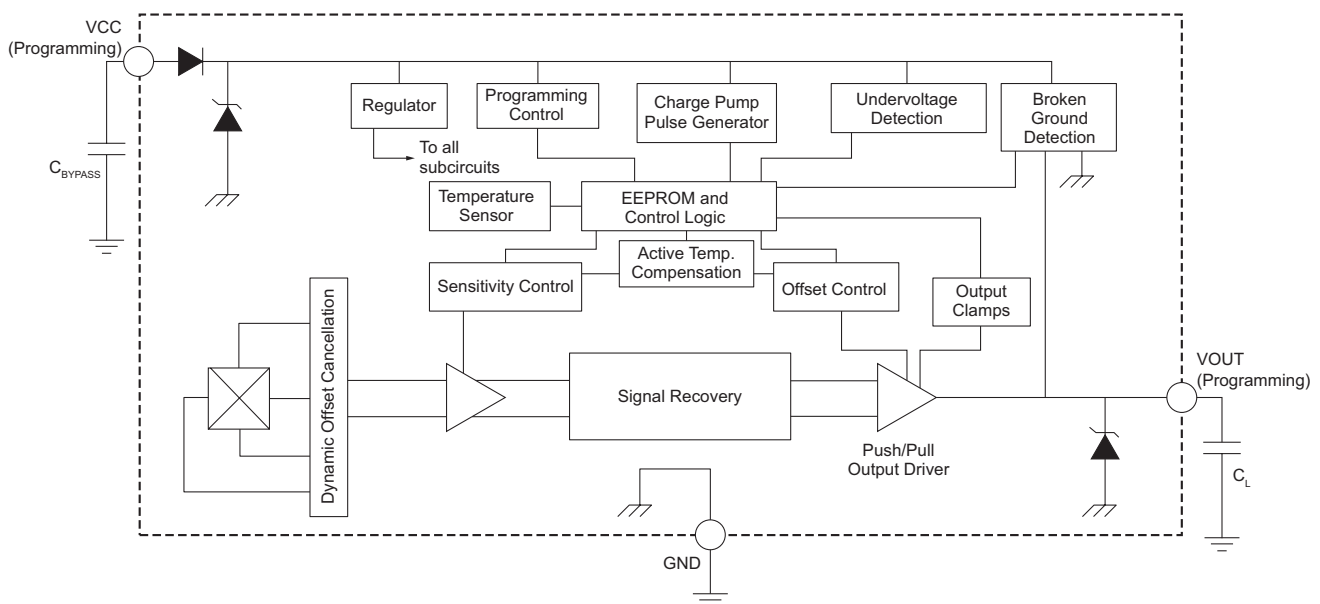 VCC
(Programming)
Regulator
Programming
Control
Charge Pump
Pulse Generator
Undervoltage
Detection
Broken
Ground
Detection
C_BYPASS
To all
subcircuits
Temperature
Sensor
EEPROM and
Control Logic
Active Temp.
Compensation
Sensitivity Control
Offset Control
Output
Clamps
Dynamic Offset Cancellation
Signal Recovery
VOUT
(Programming)
Push/Pull
Output Driver
C_L
GND